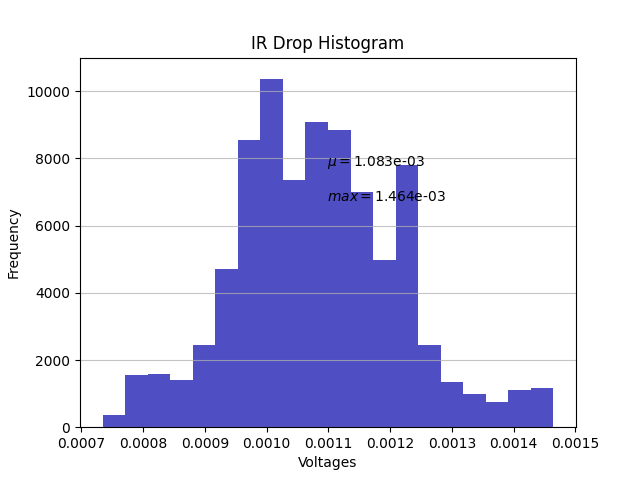 IR Drop Histogram
10000
8000
6000
4000
2000
0
Frequency
μ = 1.083e-03
max = 1.464e-03
0.0007 0.0008 0.0009 0.0010 0.0011 0.0012 0.0013 0.0014 0.0015
Voltages